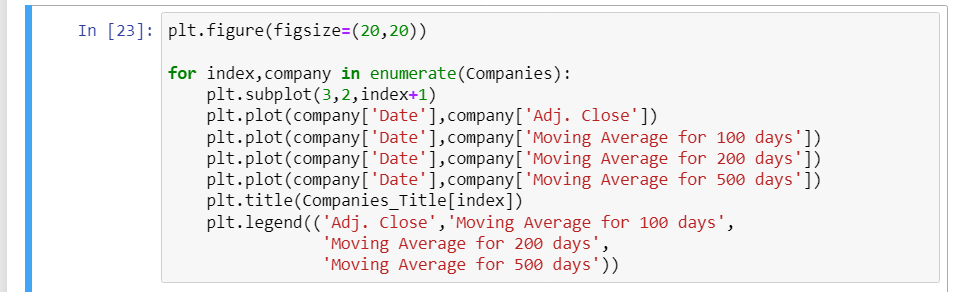 In [23]: plt.figure(figsize=(20,20))
for index,company in enumerate(Companies):
plt.subplot(3,2,index+1)
plt.plot(company['Date'],company['Adj. Close'])
plt.plot(company['Date'],company['Moving Average for 100 days'])
plt.plot(company['Date'],company['Moving Average for 200 days'])
plt.plot(company['Date'],company['Moving Average for 500 days'])
plt.title(Companies_Title[index])
plt.legend(('Adj. Close','Moving Average for 100 days',
'Moving Average for 200 days',
'Moving Average for 500 days'))